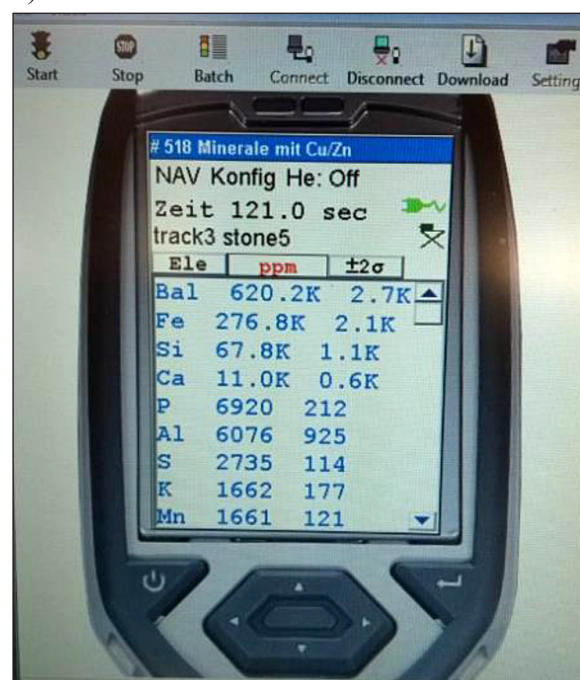 Start Stop Batch Connect Disconnect Download Setting
STOP
# 518 Minerale mit Cu/Zn
NAV Konfig He: Off
Zeit 121.0 sec
track3 stone5
Ele ppm ±2σ
Bal 620.2K 2.7K
Fe 276.8K 2.1K
Si 67.8K 1.1K
Ca 11.0K 0.6K
P 6920 212
Al 6076 925
S 2735 114
K 1662 177
Mn 1661 121